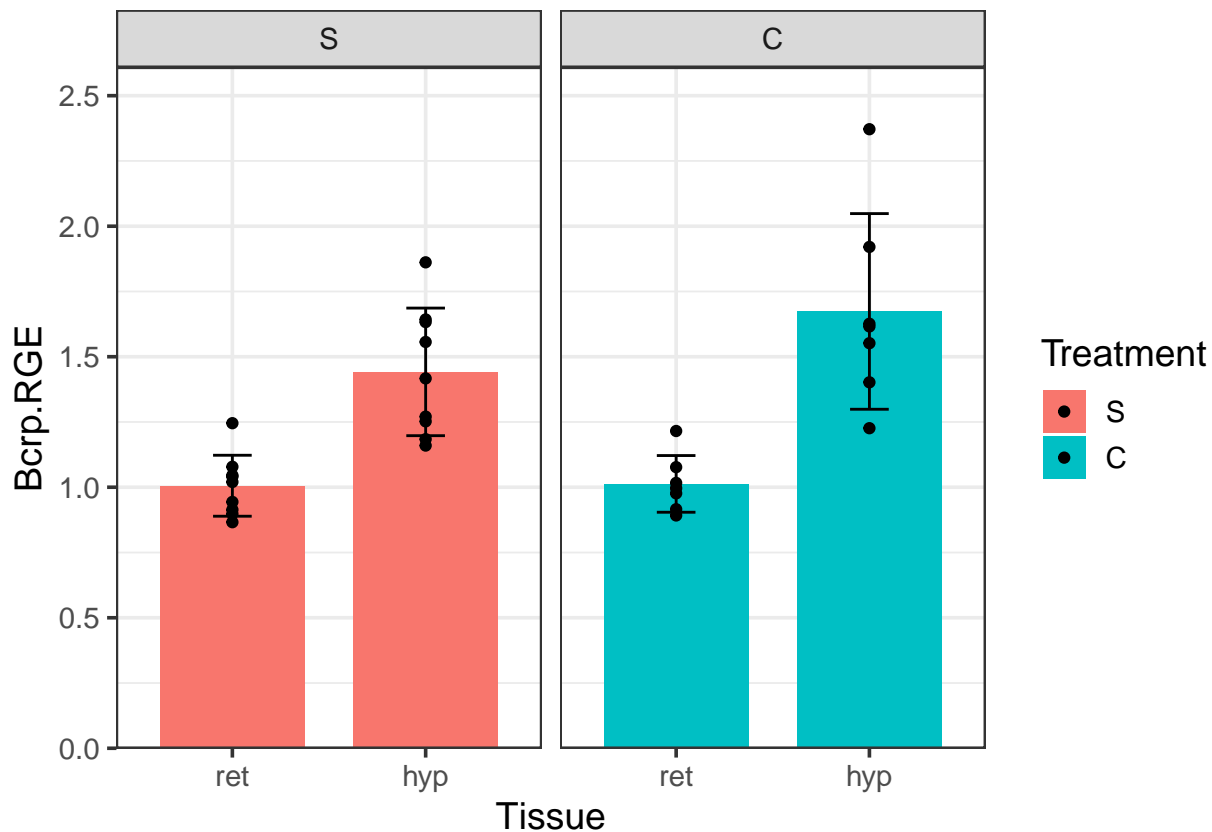 S
C
2.5
2.0
1.5
1.0
0.5
0.0
Bcrp.RGE
ret
hyp
ret
hyp
Tissue
Treatment
S
C